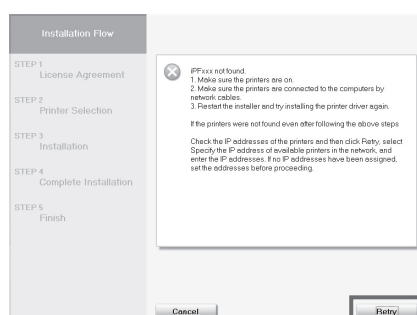 Installation Flow
STEP 1
License Agreement
STEP 2
Printer Selection
STEP 3
Installation
STEP 4
Complete Installation
STEP 5
Finish
iPFxxx not found.
1. Make sure the printers are on.
2. Make sure the printers are connected to the computers by
network cables.
3. Restart the installer and try installing the printer driver again.
If the printers were not found even after following the above steps
Check the IP addresses of the printers and then click Retry, select
Specify the IP address of available printers in the network, and
enter the IP addresses. If no IP addresses have been assigned,
set the addresses before proceeding.
Cancel
Retry